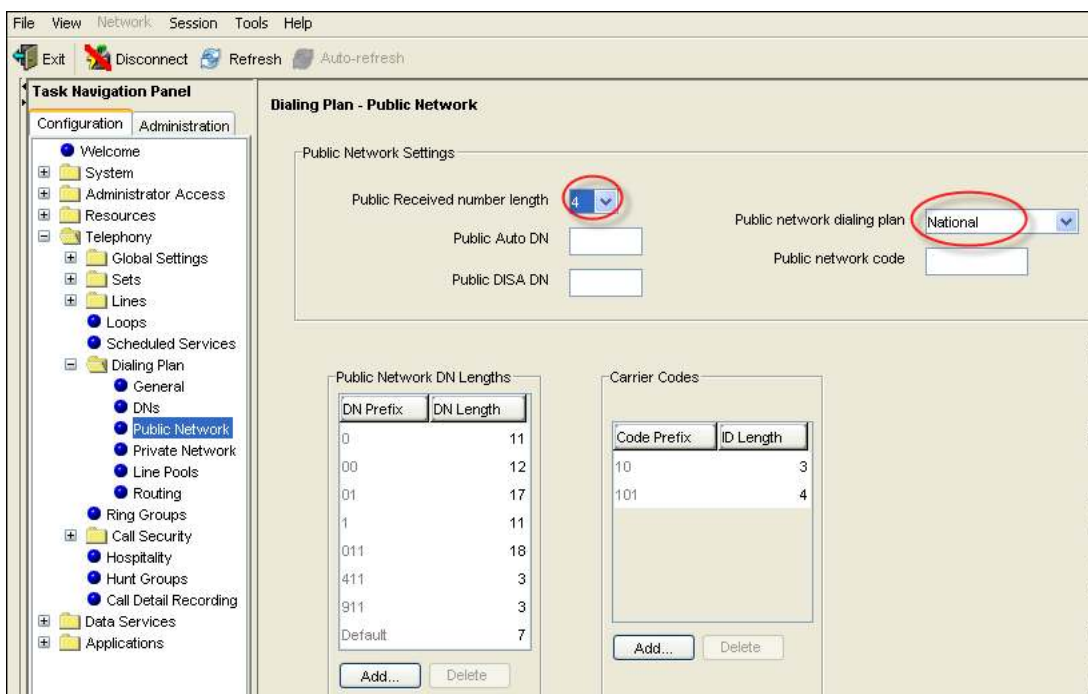 File View Network Session Tools Help
Exit Disconnect Refresh Auto-refresh
Task Navigation Panel
Configuration Administration
Welcome
System
Administrator Access
Resources
Telephony
Global Settings
Sets
Lines
Loops
Scheduled Services
Dialing Plan
General
DNs
Public Network
Private Network
Line Pools
Routing
Ring Groups
Call Security
Hospitality
Hunt Groups
Call Detail Recording
Data Services
Applications
Dialing Plan - Public Network
Public Network Settings
Public Received number length 4
Public Auto DN
Public DISA DN
Public network dialing plan National
Public network code
Public Network DN Lengths
DN Prefix DN Length
0 11
00 12
01 17
1 11
011 18
411 3
911 3
Default 7
Add... Delete
Carrier Codes
Code Prefix ID Length
10 3
101 4
Add... Delete